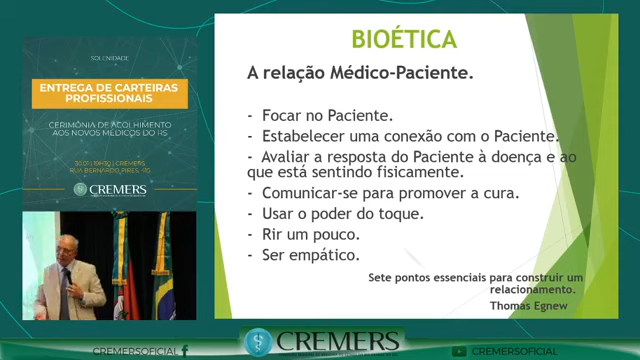 SOLENIDADE
ENTREGA DE CARTEIRAS
PROFISSIONAIS
CERIMÔNIA DE ACOLHIMENTO
AOS NOVOS MÉDICOS DO RS
CREMERS
BIOÉTICA
A relação Médico-Paciente.
- Focar no Paciente.
- Estabelecer uma conexão com o Paciente.
- Avaliar a resposta do Paciente à doença e ao
que está sentindo fisicamente.
- Comunicar-se para promover a cura.
- Usar o poder do toque.
- Rir um pouco.
- Ser empático.
Sete pontos essenciais para construir um
relacionamento.
Thomas Egnew
CREMERSOFICIAL
CREMERS
CREMERSOFICIAL